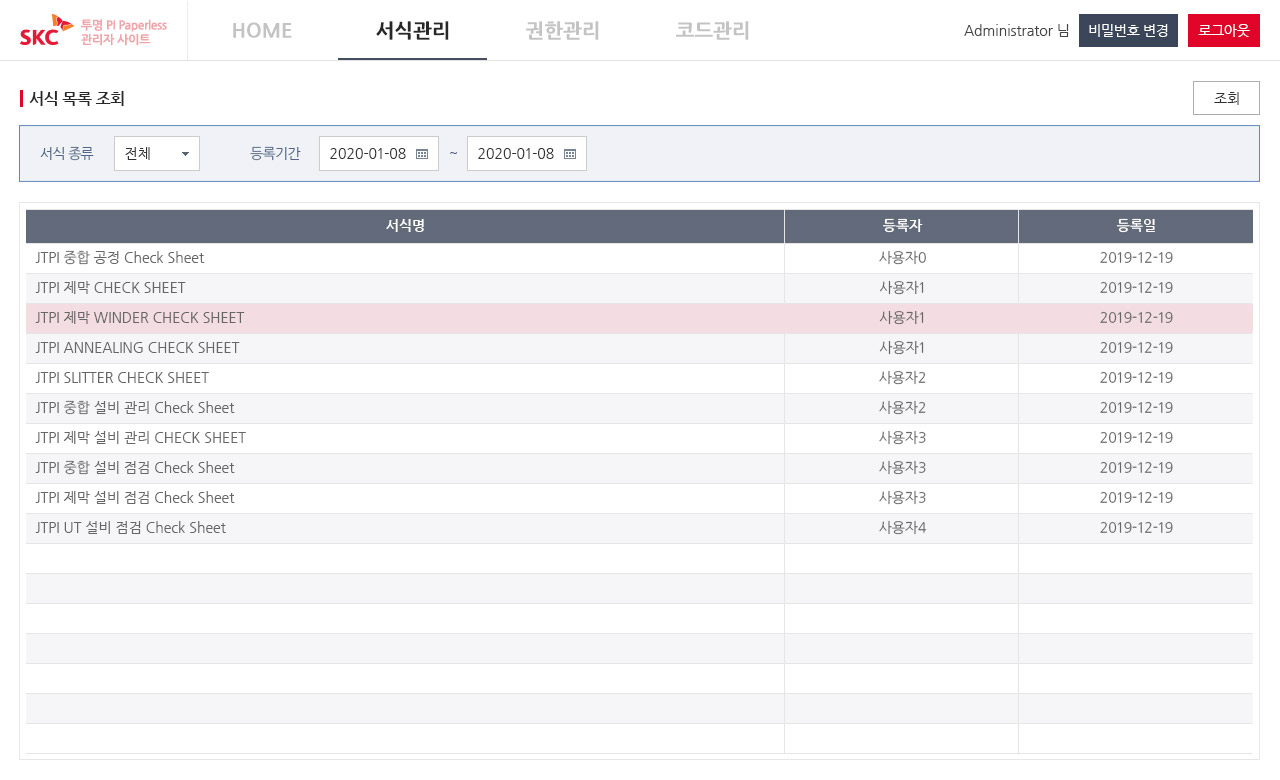 SKC 투명 PI Paperless 관리자 사이트
HOME 서식관리 권한관리 코드관리 Administrator 님 비밀번호 변경 로그아웃
서식 목록 조회 조회
서식 종류 전체 등록기간 2020-01-08 ~ 2020-01-08
서식명 등록자 등록일
JTPI 중합 공정 Check Sheet 사용자0 2019-12-19
JTPI 제막 CHECK SHEET 사용자1 2019-12-19
JTPI 제막 WINDER CHECK SHEET 사용자1 2019-12-19
JTPI ANNEALING CHECK SHEET 사용자1 2019-12-19
JTPI SLITTER CHECK SHEET 사용자2 2019-12-19
JTPI 중합 설비 관리 Check Sheet 사용자2 2019-12-19
JTPI 제막 설비 관리 CHECK SHEET 사용자3 2019-12-19
JTPI 중합 설비 점검 Check Sheet 사용자3 2019-12-19
JTPI 제막 설비 점검 Check Sheet 사용자3 2019-12-19
JTPI UT 설비 점검 Check Sheet 사용자4 2019-12-19